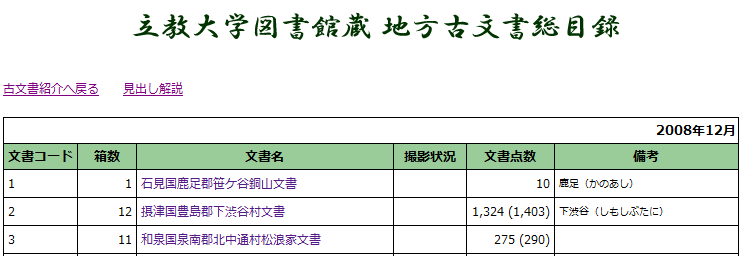 立教大学図書館蔵 地方古文書総目録
古文書紹介へ戻る 見出し解説
2008年12月
文書コード 箱数 文書名 撮影状況 文書点数 備考
1 1 石見国鹿足郡笹ケ谷銅山文書 10 鹿足（かのあし）
2 12 摂津国豊島郡下渋谷村文書 1,324 (1,403) 下渋谷（しもしぶたに）
3 11 和泉国泉南郡北中通村松浪家文書 275 (290)